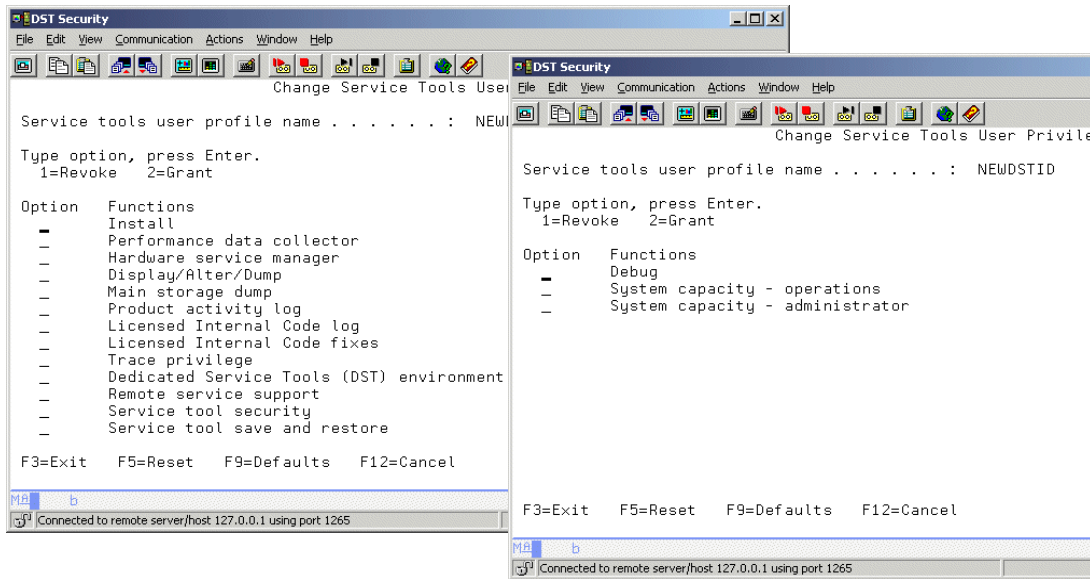 DST Security
File Edit View Communication Actions Window Help
Change Service Tools User
Service tools user profile name . . . . . . :
Type option, press Enter.
1=Revoke 2=Grant
Option Functions
_ Install
_ Performance data collector
_ Hardware service manager
_ Display/Alter/Dump
_ Main storage dump
_ Product activity log
_ Licensed Internal Code log
_ Licensed Internal Code fixes
_ Trace privilege
_ Dedicated Service Tools (DST) environment
_ Remote service support
_ Service tool security
_ Service tool save and restore
F3=Exit F5=Reset F9=Defaults F12=Cancel
MA b
Connected to remote server/host 127.0.0.1 using port 1265
DST Security
File Edit View Communication Actions Window Help
Change Service Tools User Privile
Service tools user profile name . . . . . . : NEWDSTID
Type option, press Enter.
1=Revoke 2=Grant
Option Functions
_ Debug
_ System capacity - operations
_ System capacity - administrator
F3=Exit F5=Reset F9=Defaults F12=Cancel
MA b
Connected to remote server/host 127.0.0.1 using port 1265